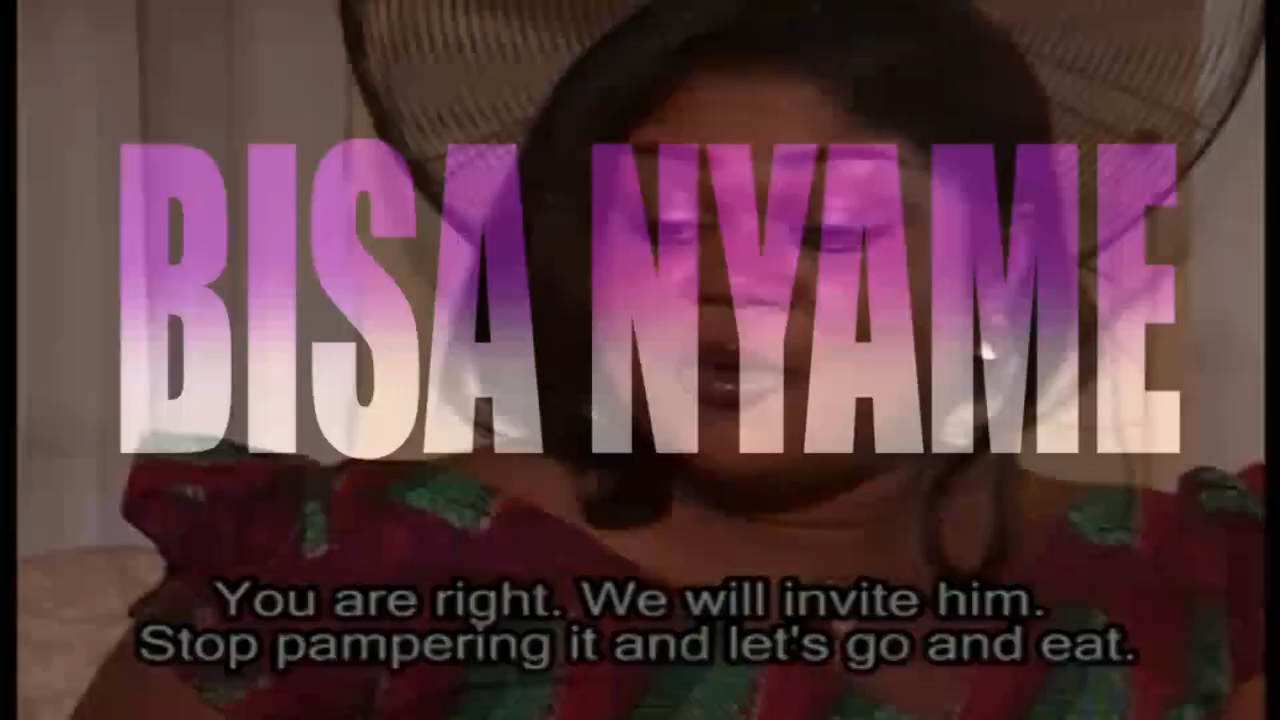 BISA NYAME
You are right. We will invite him.
Stop pampering it and let's go and eat.